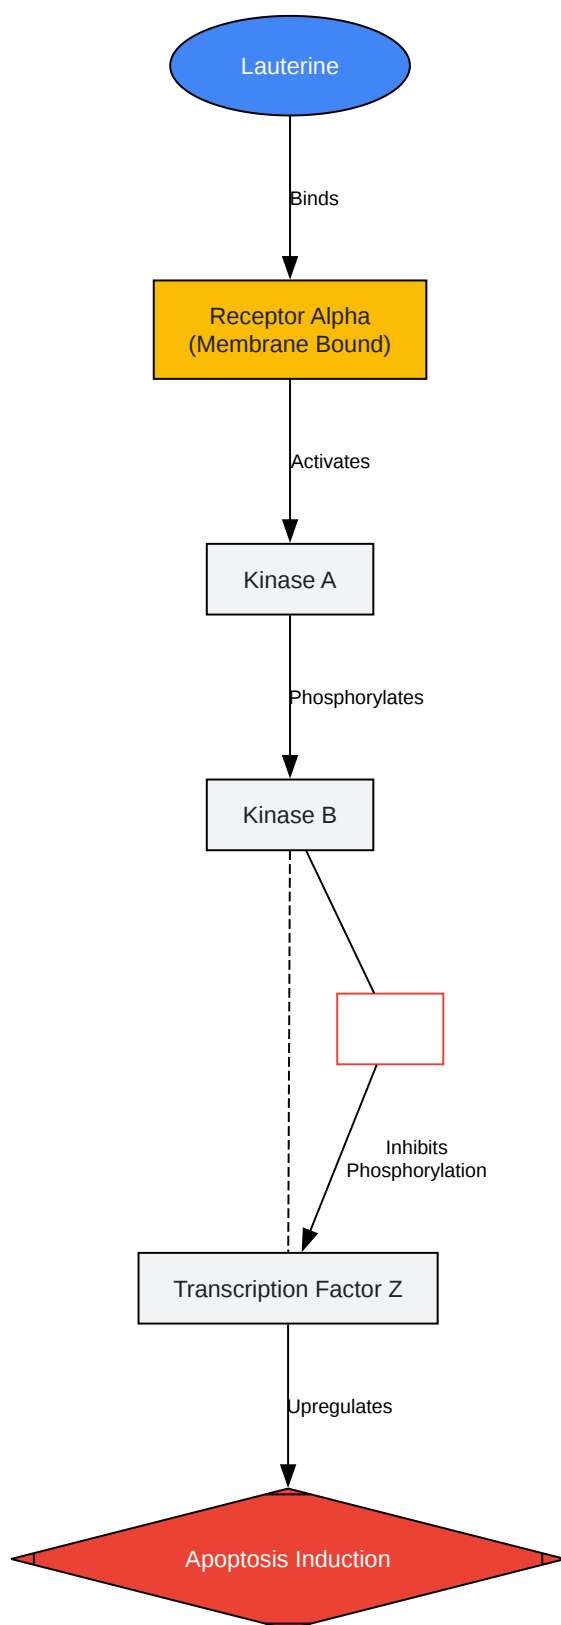 Lauterine
Binds
Receptor Alpha
(Membrane Bound)
Activates
Kinase A
Phosphorylates
Kinase B
Inhibits
Phosphorylation
Transcription Factor Z
Upregulates
Apoptosis Induction